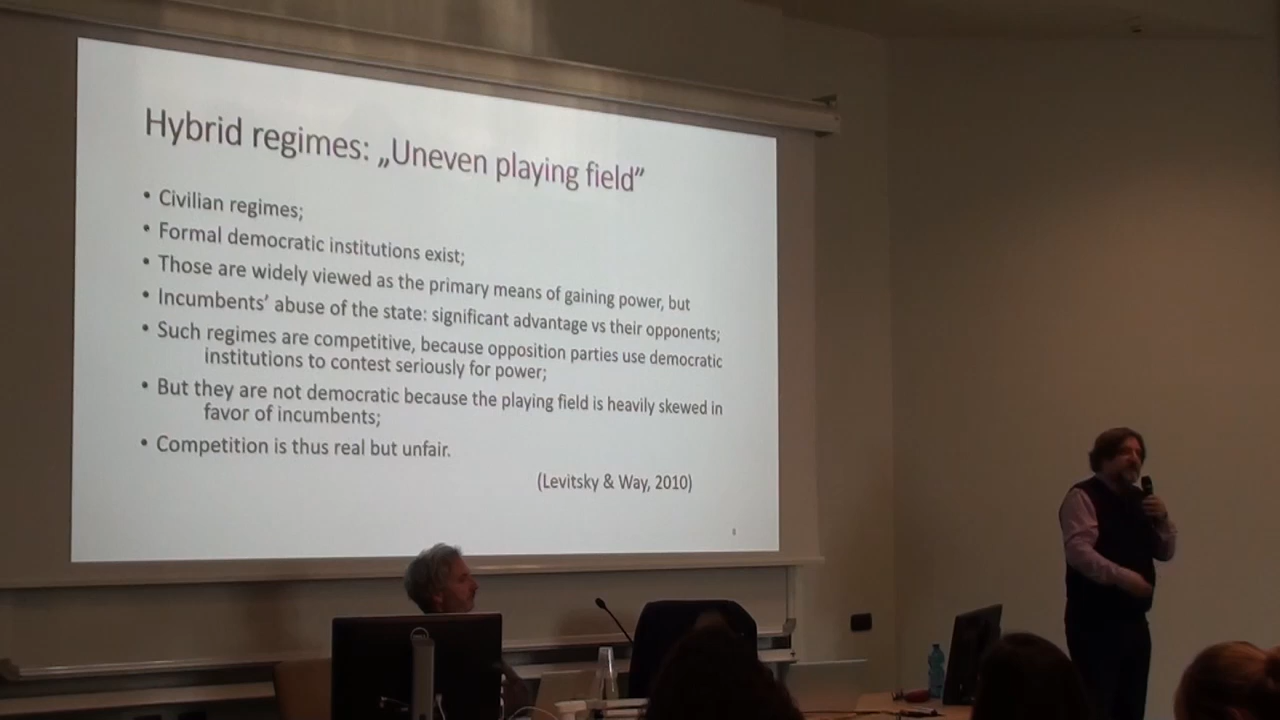 Hybrid regimes: „Uneven playing field”
• Civilian regimes;
• Formal democratic institutions exist;
• Those are widely viewed as the primary means of gaining power, but
• Incumbents’ abuse of the state: significant advantage vs their opponents;
• Such regimes are competitive, because opposition parties use democratic
institutions to contest seriously for power;
• But they are not democratic because the playing field is heavily skewed in
favor of incumbents;
• Competition is thus real but unfair.
(Levitsky & Way, 2010)
8